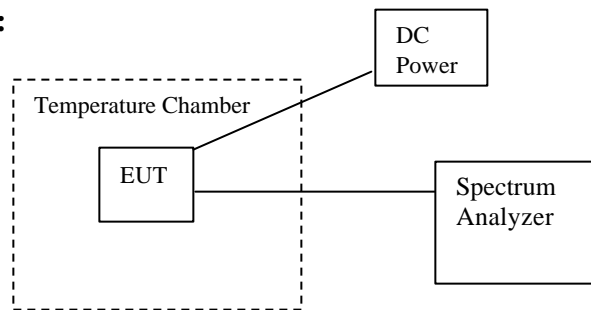 :
DC
Power
Temperature Chamber
EUT
Spectrum
Analyzer